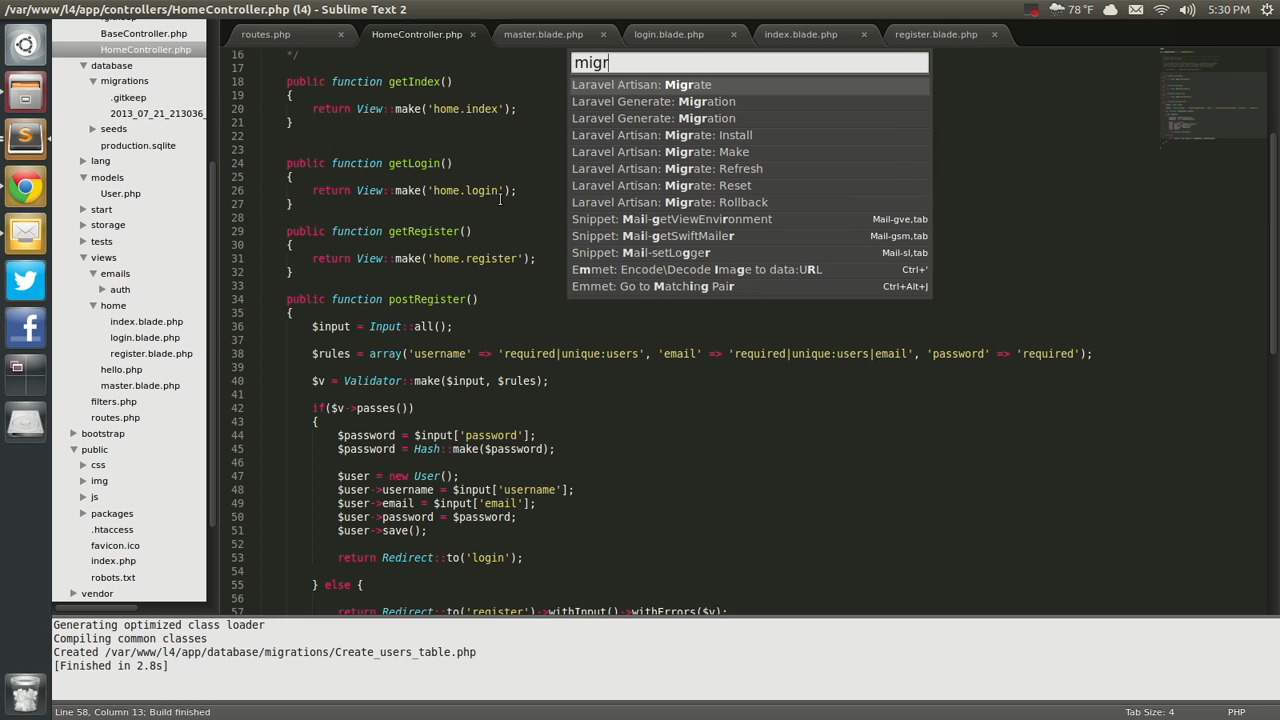 /var/www/l4/app/controllers/HomeController.php (l4) - Sublime Text 2
78 °F
5:30 PM
BaseController.php
HomeController.php
database
migrations
.gitkeep
2013_07_21_213036_
seeds
production.sqlite
lang
models
User.php
start
storage
tests
views
emails
auth
home
index.blade.php
login.blade.php
register.blade.php
hello.php
master.blade.php
filters.php
routes.php
bootstrap
public
css
img
js
packages
.htaccess
favicon.ico
index.php
robots.txt
vendor
routes.php
HomeController.php
master.blade.php
login.blade.php
index.blade.php
register.blade.php
16 */
17
18 public function getIndex()
19 {
20 return View::make('home.index');
21 }
22
23
24 public function getLogin()
25 {
26 return View::make('home.login');
27 }
28
29 public function getRegister()
30 {
31 return View::make('home.register');
32 }
33
34 public function postRegister()
35 {
36 $input = Input::all();
37
38 $rules = array('username' => 'required|unique:users', 'email' => 'required|unique:users|email', 'password' => 'required');
39
40 $v = Validator::make($input, $rules);
41
42 if($v->passes())
43 {
44 $password = $input['password'];
45 $password = Hash::make($password);
46
47 $user = new User();
48 $user->username = $input['username'];
49 $user->email = $input['email'];
50 $user->password = $password;
51 $user->save();
52
53 return Redirect::to('login');
54
55 } else {
56
57 return Redirect::to('register')->withInput()->withErrors($v);
migr
Laravel Artisan: Migrate
Laravel Generate: Migration
Laravel Generate: Migration
Laravel Artisan: Migrate: Install
Laravel Artisan: Migrate: Make
Laravel Artisan: Migrate: Refresh
Laravel Artisan: Migrate: Reset
Laravel Artisan: Migrate: Rollback
Snippet: Mail-getViewEnvironment Mail-gve,tab
Snippet: Mail-getSwiftMailer Mail-gsm,tab
Snippet: Mail-setLogger Mail-sl,tab
Emmet: Encode\Decode Image to data:URL Ctrl+'
Emmet: Go to Matching Pair Ctrl+Alt+J
Generating optimized class loader
Compiling common classes
Created /var/www/l4/app/database/migrations/Create_users_table.php
[Finished in 2.8s]
Line 58, Column 13; Build finished
Tab Size: 4
PHP